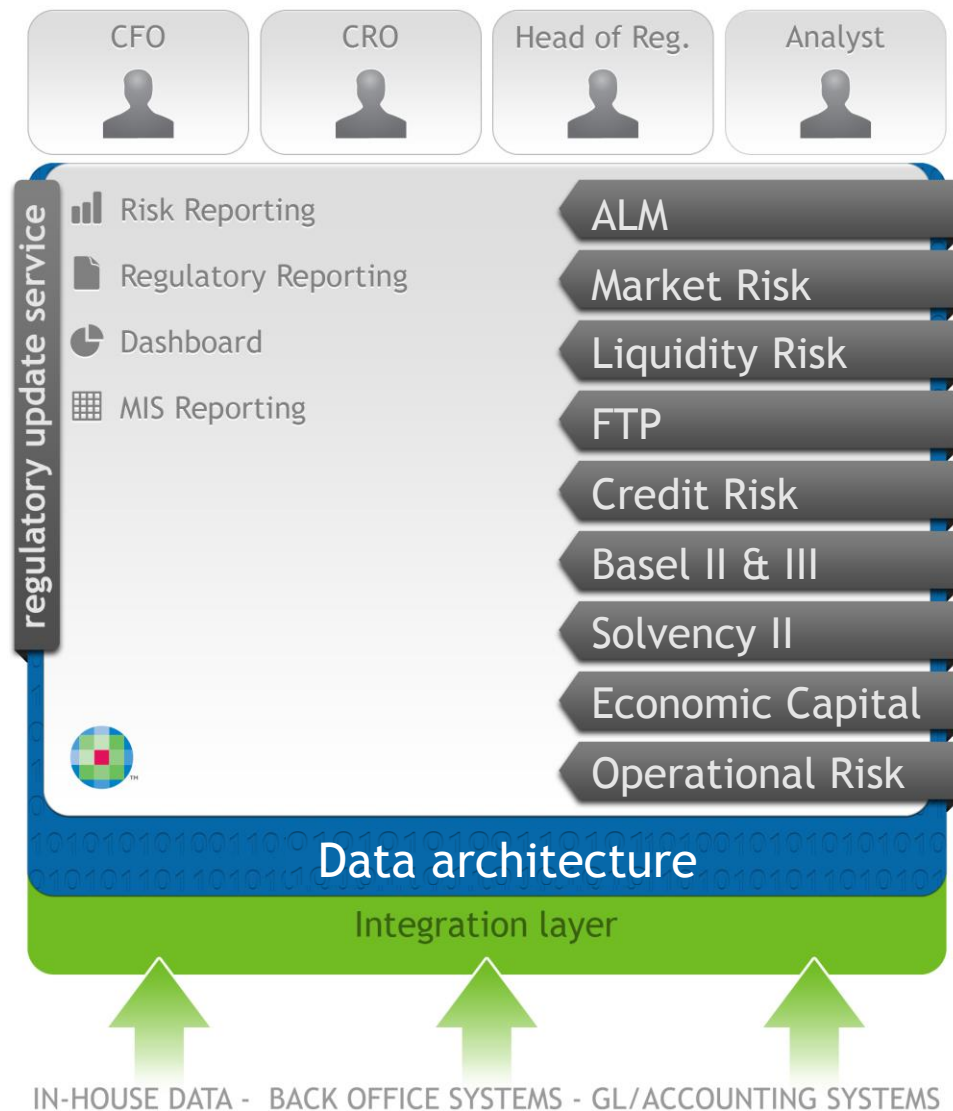 CFO
CRO
Head of Reg.
Analyst
regulatory update service
Risk Reporting
Regulatory Reporting
Dashboard
MIS Reporting
ALM
Market Risk
Liquidity Risk
FTP
Credit Risk
Basel II & III
Solvency II
Economic Capital
Operational Risk
TM
Data architecture
Integration layer
IN-HOUSE DATA - BACK OFFICE SYSTEMS - GL/ACCOUNTING SYSTEMS